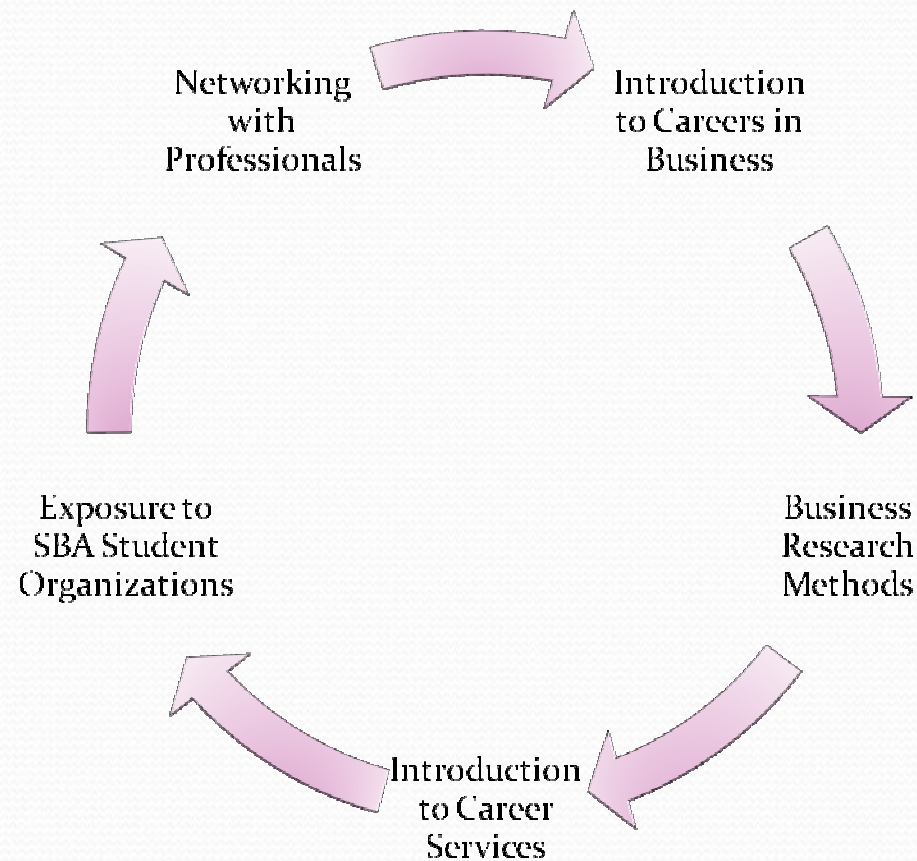 Networking
with
Professionals
Introduction
to Careers in
Business
Business
Research
Methods
Introduction
to Career
Services
Exposure to
SBA Student
Organizations